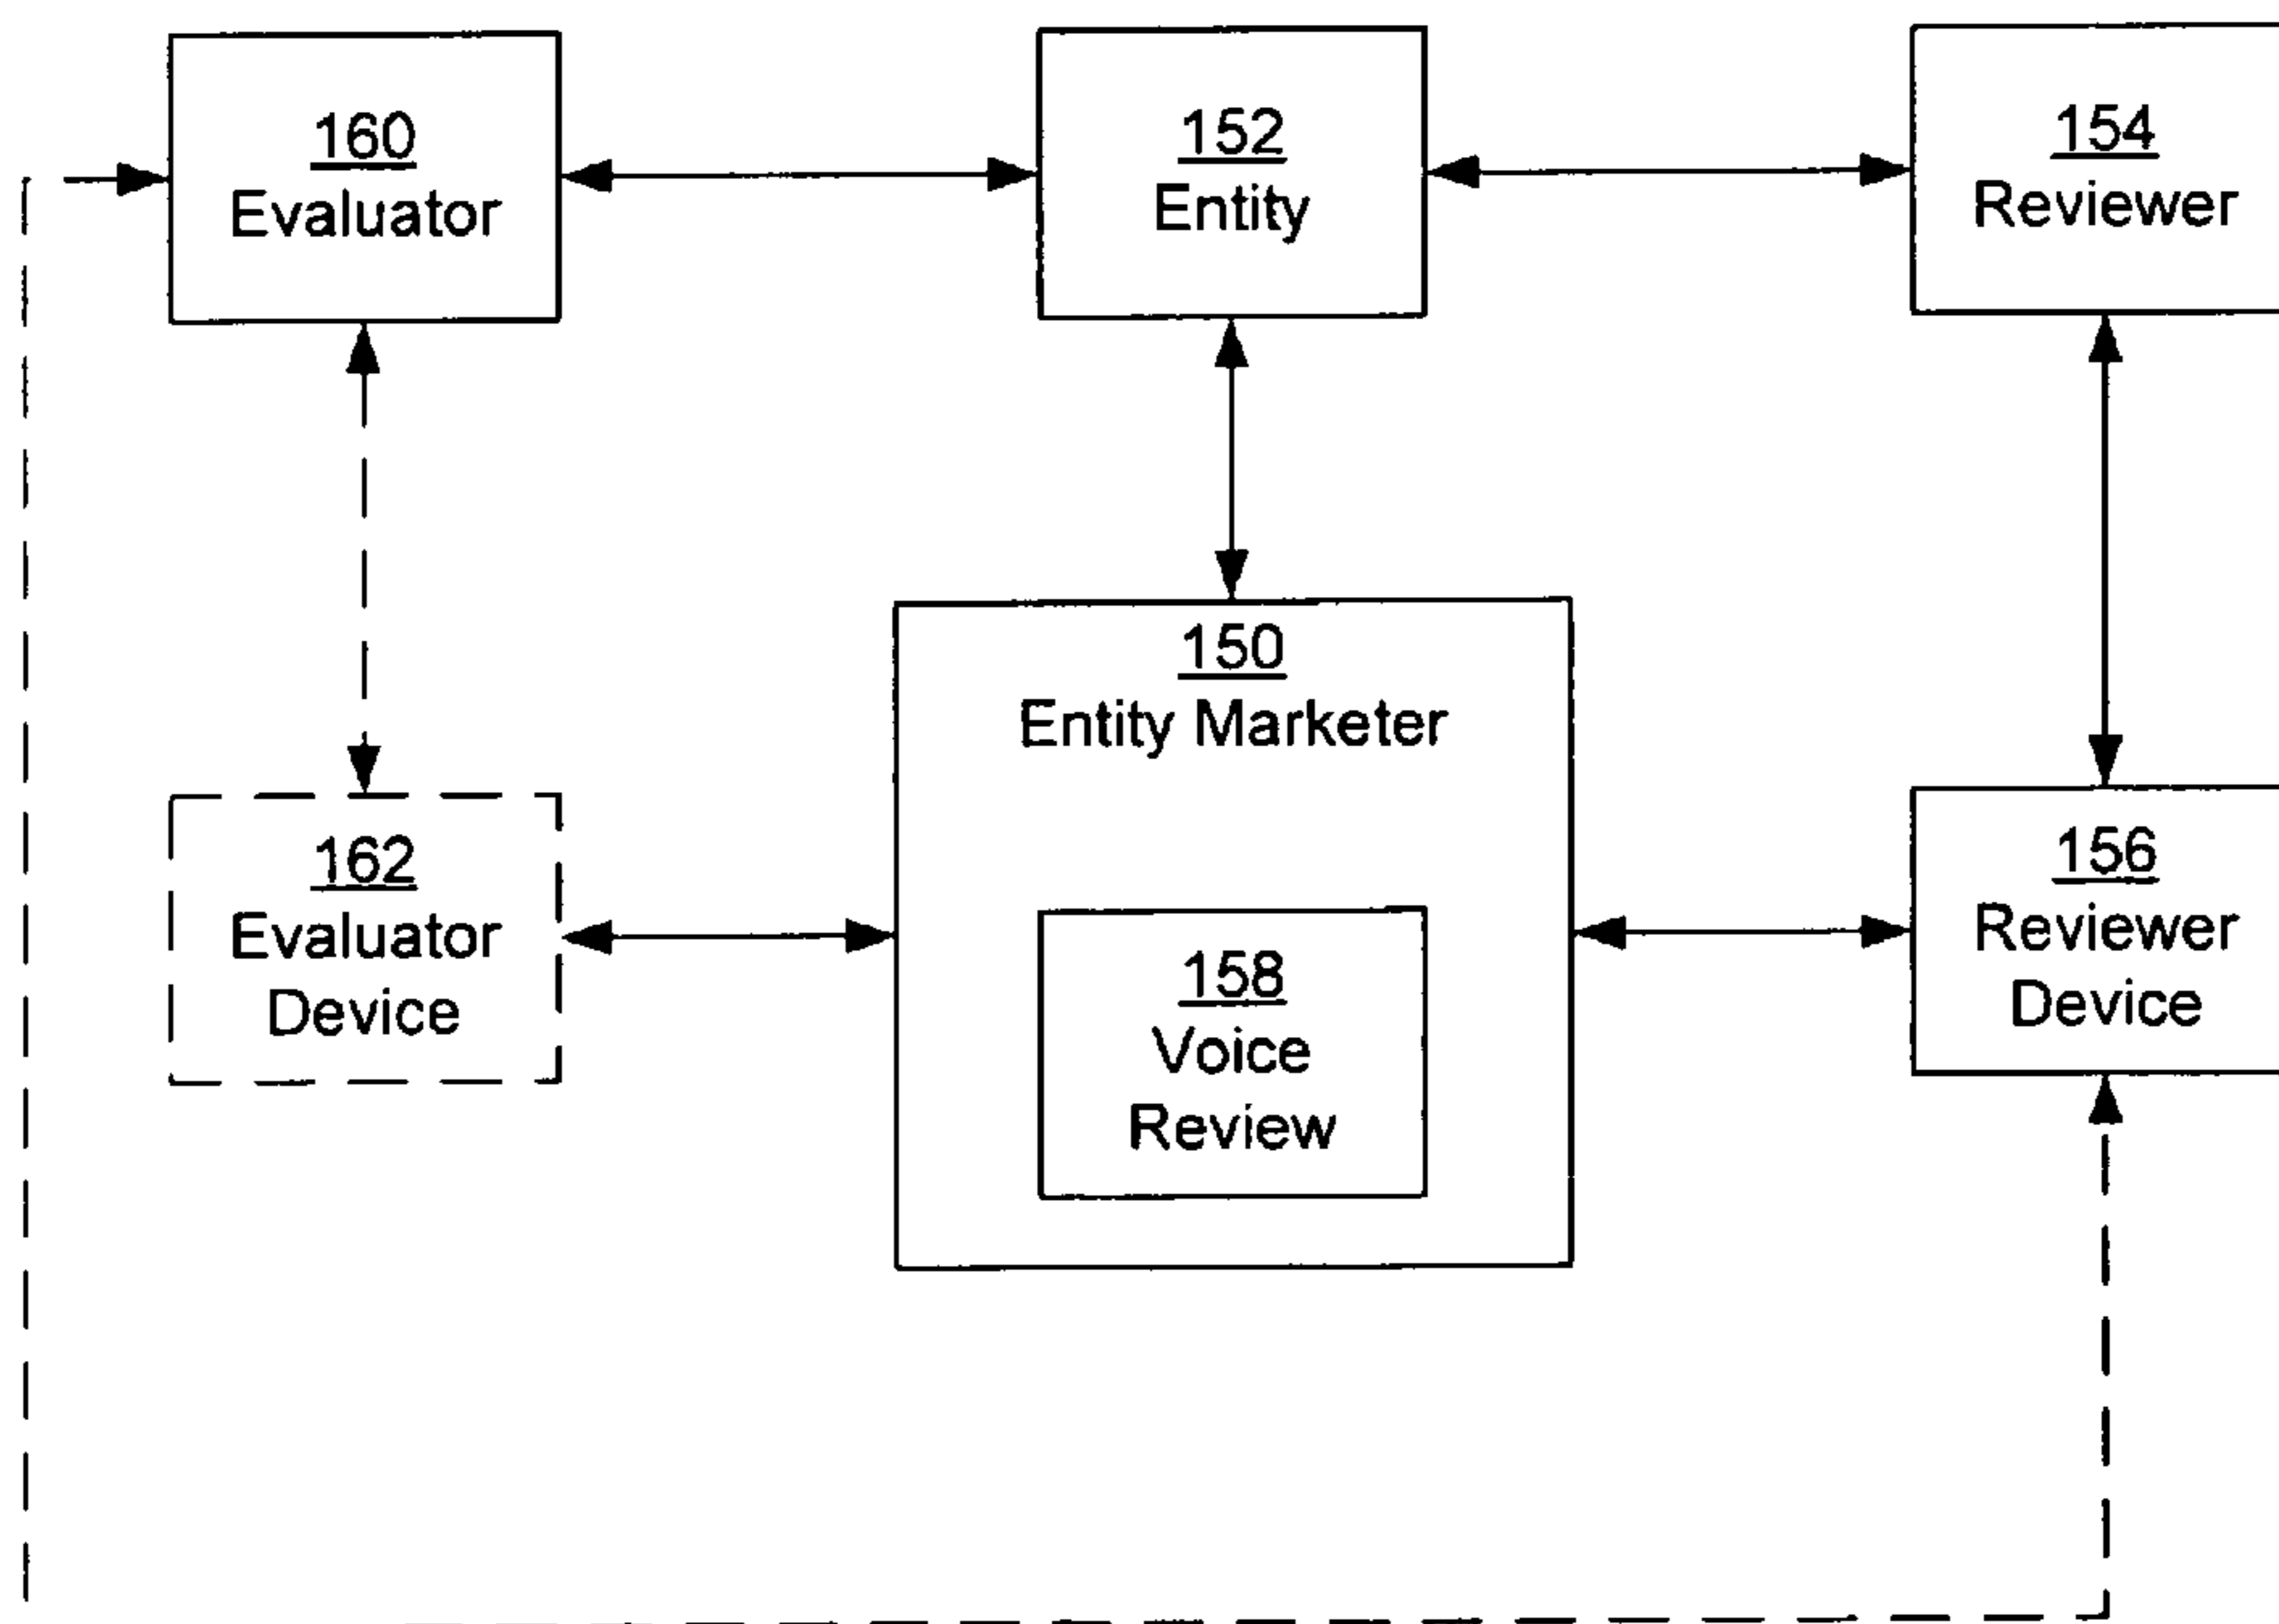 160
Evaluator
152
Entity
154
Reviewer
150
Entity Marketer
162
Evaluator
Device
158
Voice
Review
156
Reviewer
Device